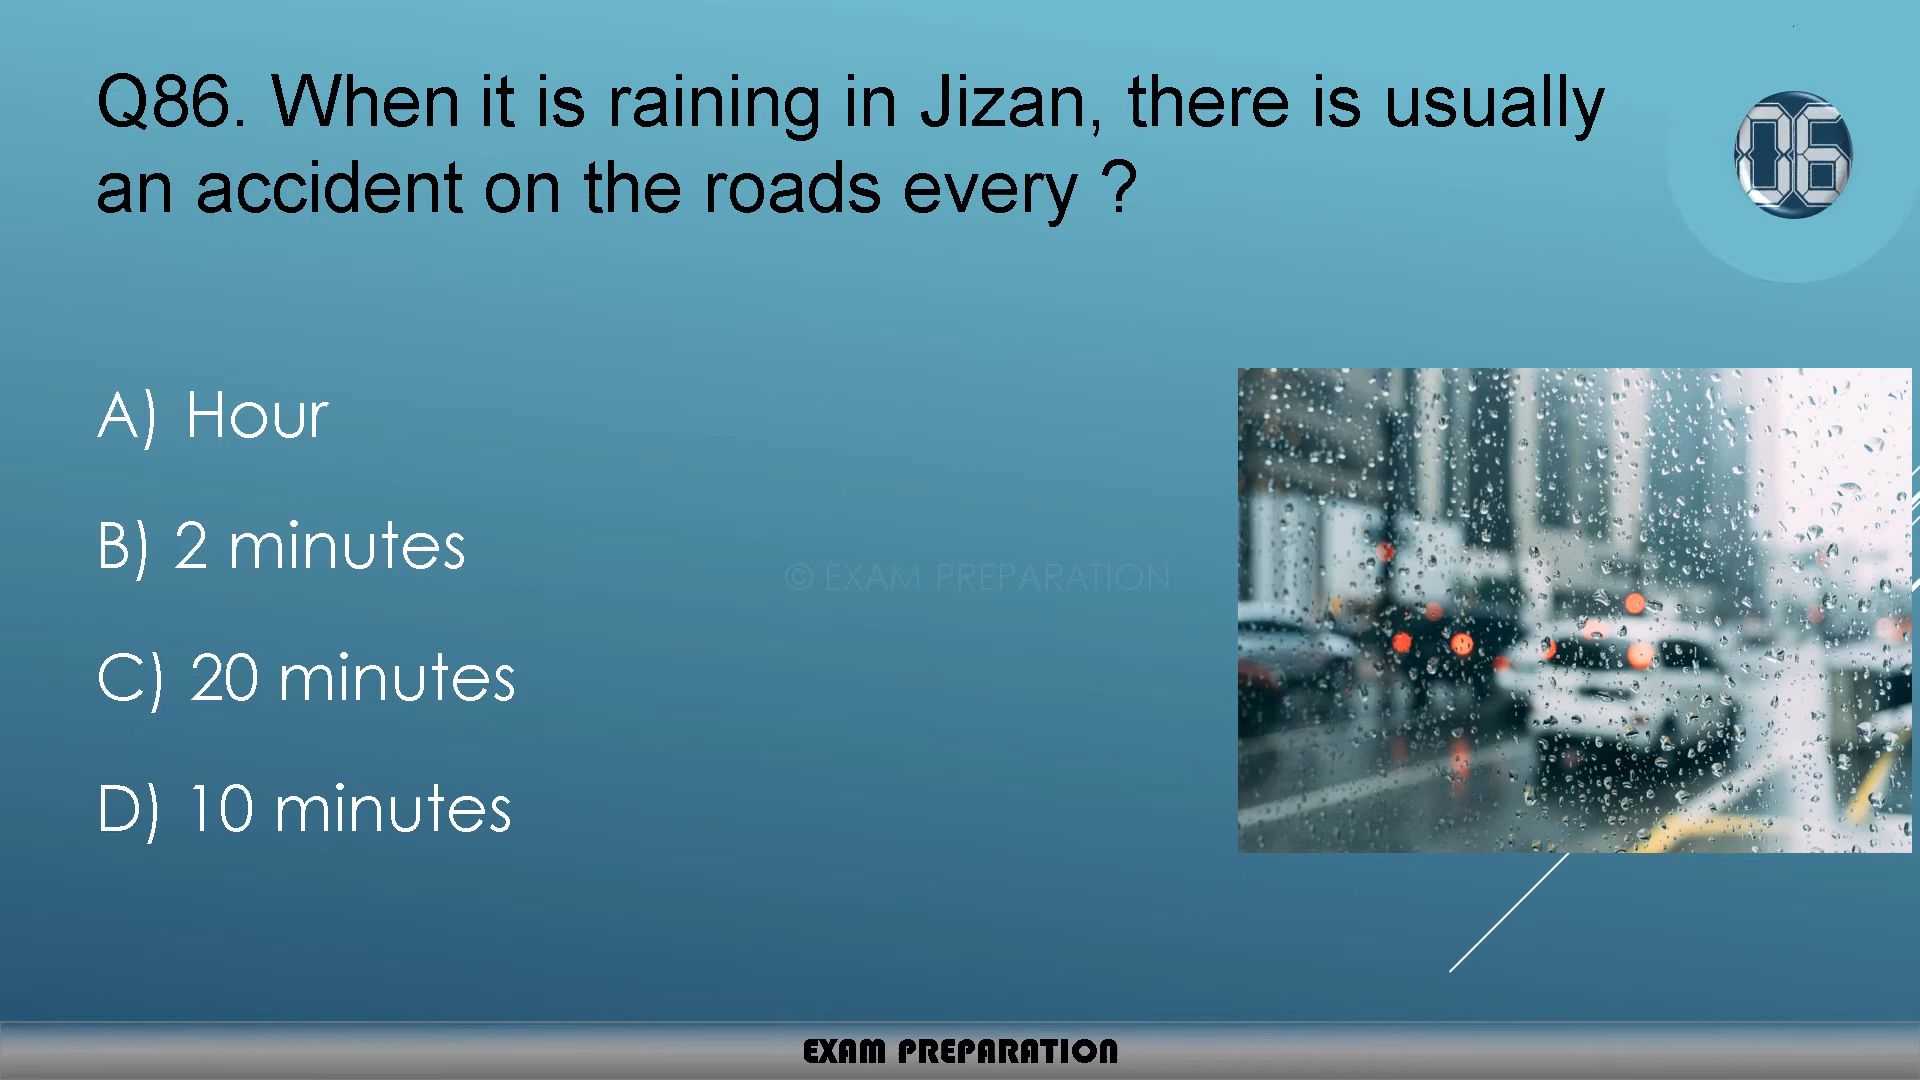 Q86. When it is raining in Jizan, there is usually
an accident on the roads every ?
06
A) Hour
B) 2 minutes
C) 20 minutes
D) 10 minutes
© EXAM PREPARATION
EXAM PREPARATION